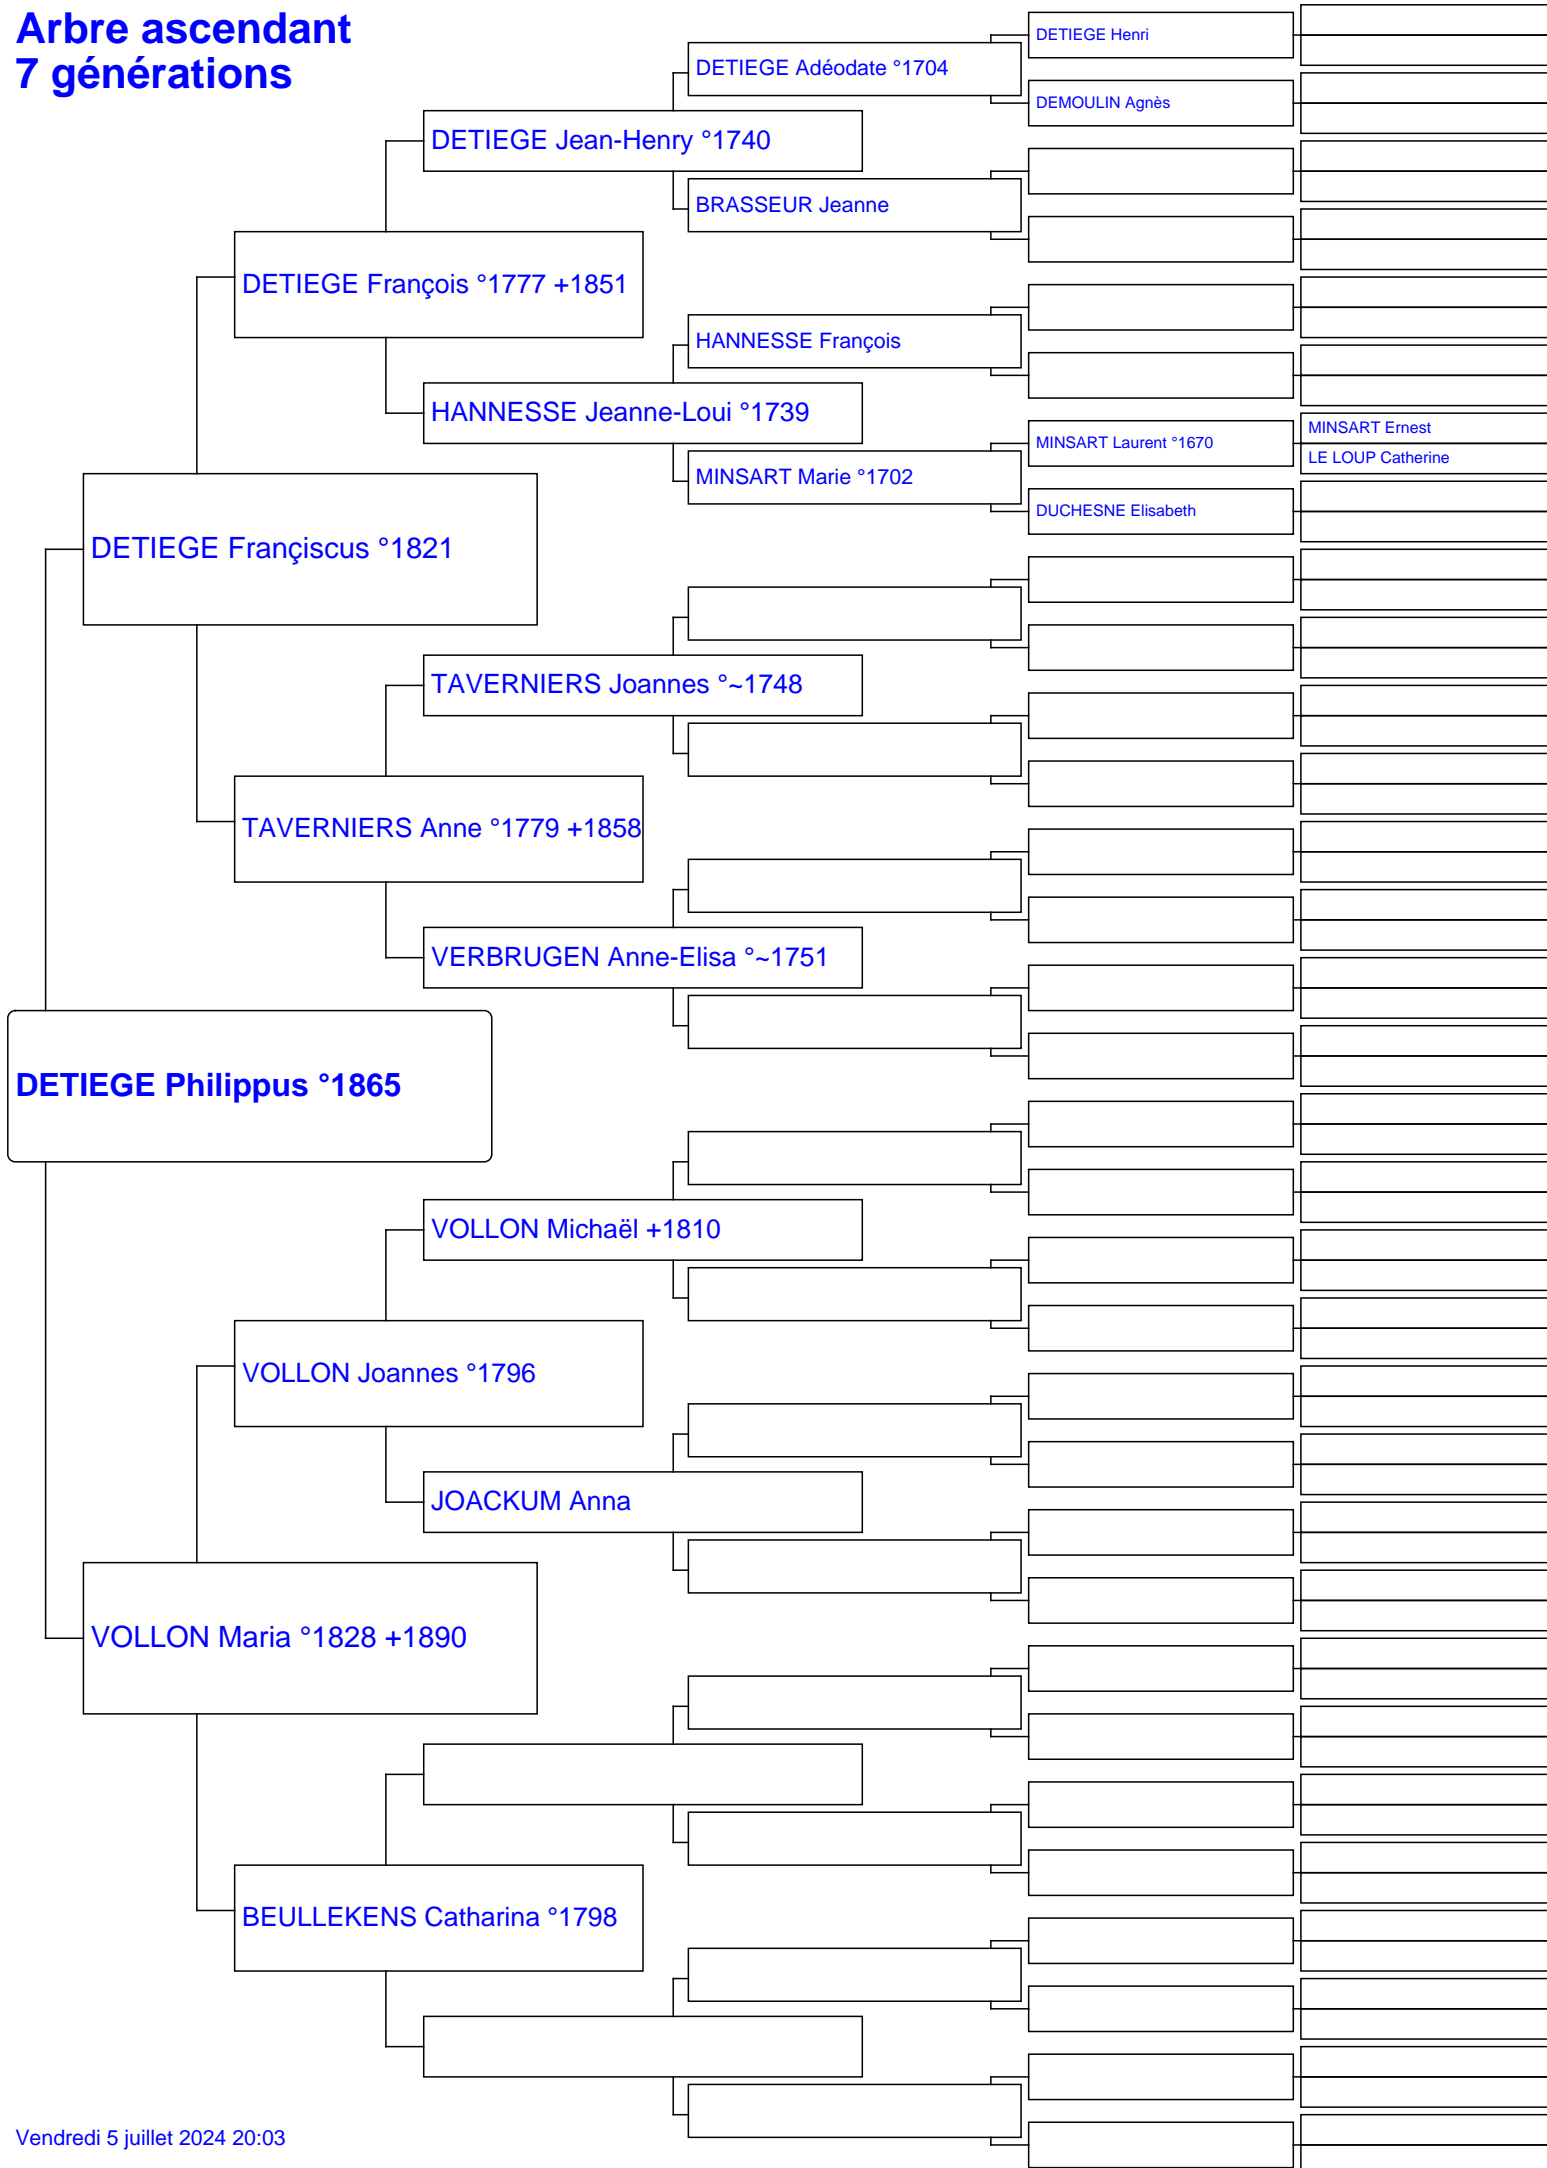 Arbre ascendant
7 générations
DETIEGE Henri
DETIEGE Adéodate °1704
DEMOULIN Agnès
DETIEGE Jean-Henry °1740
BRASSEUR Jeanne
DETIEGE François °1777 +1851
HANNESSE François
HANNESSE Jeanne-Loui °1739
MINSART Ernest
MINSART Laurent °1670
LE LOUP Catherine
MINSART Marie °1702
DUCHESNE Elisabeth
DETIEGE Françiscus °1821
TAVERNIERS Joannes °~1748
TAVERNIERS Anne °1779 +1858
VERBRUGEN Anne-Elisa °~1751
DETIEGE Philippus °1865
VOLLON Michaël +1810
VOLLON Joannes °1796
JOACKUM Anna
VOLLON Maria °1828 +1890
BEULLEKENS Catharina °1798
Vendredi 5 juillet 2024 20:03